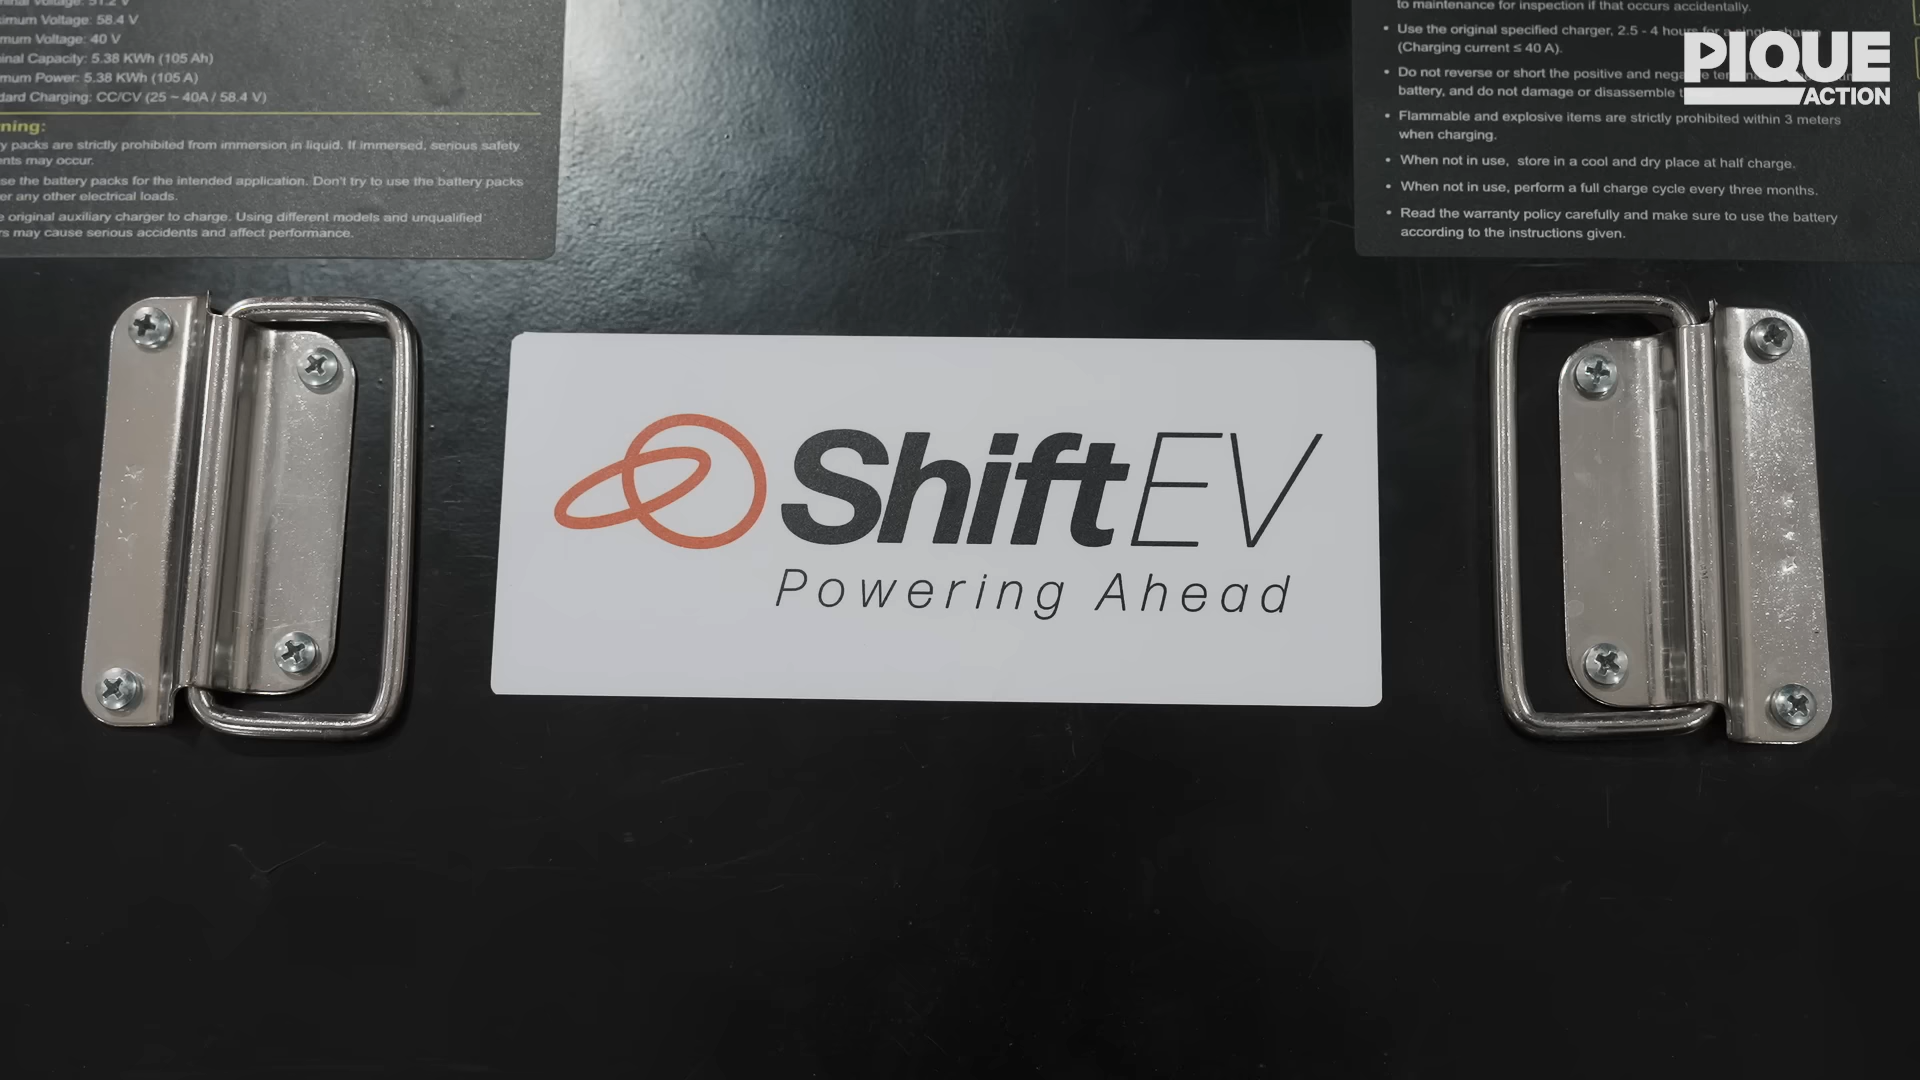 51.2 V
Voltage: 58.4 V
Voltage: 40 V
Capacity: 5.38 KWh (105 Ah)
Power: 5.38 KWh (105 A)
Charging: CC/CV (25 ~ 40A / 58.4 V)
packs are strictly prohibited from immersion in liquid. If immersed, serious safety
may occur.
the battery packs for the intended application. Don't try to use the battery packs
any other electrical loads.
original auxiliary charger to charge. Using different models and unqualified
may cause serious accidents and affect performance.
to maintenance for inspection if that occurs accidentally.
• Use the original specified charger, 2.5 - 4 hours for a single charge
(Charging current ≤ 40 A).
• Do not reverse or short the positive and
battery, and do not damage or disassemble
• Flammable and explosive items are strictly prohibited within 3 meters
when charging.
• When not in use, store in a cool and dry place at half charge.
• When not in use, perform a full charge cycle every three months.
• Read the warranty policy carefully and make sure to use the battery
according to the instructions given.
PIQUE
ACTION
ShiftEV
Powering Ahead